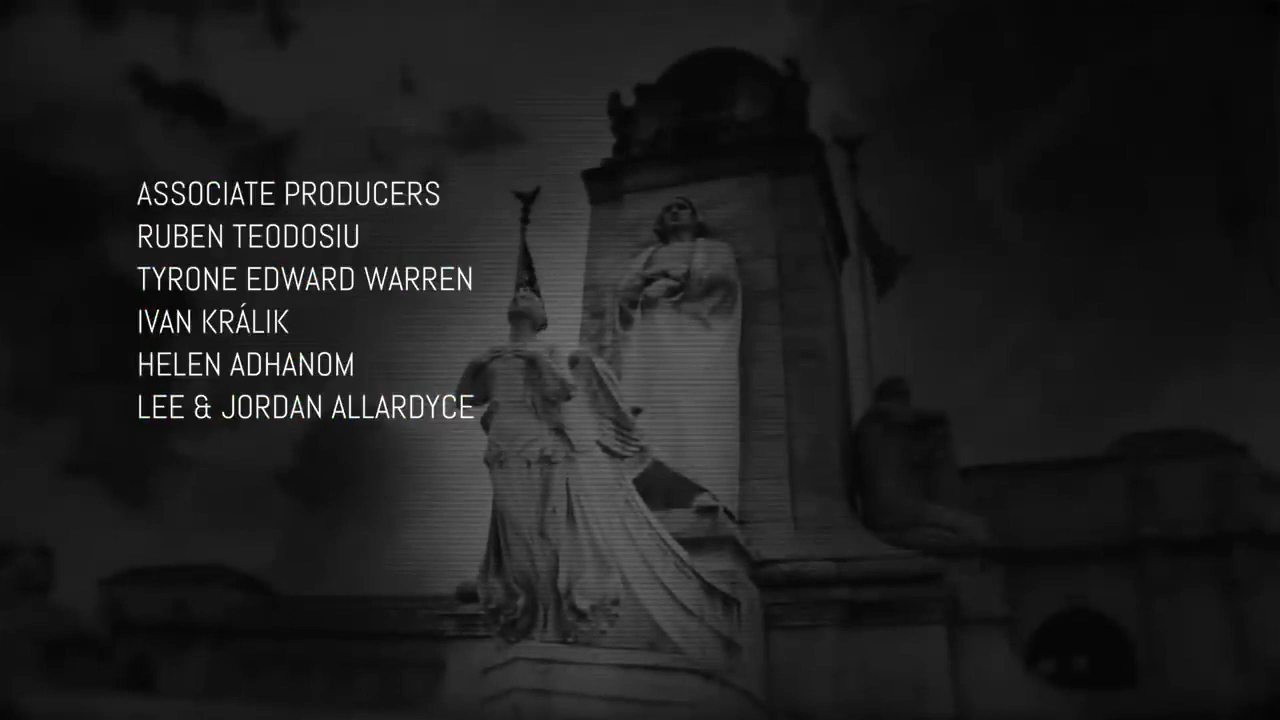 ASSOCIATE PRODUCERS
RUBEN TEODOSIU
TYRONE EDWARD WARREN
IVAN KRÁLIK
HELEN ADHANOM
LEE & JORDAN ALLARDYCE